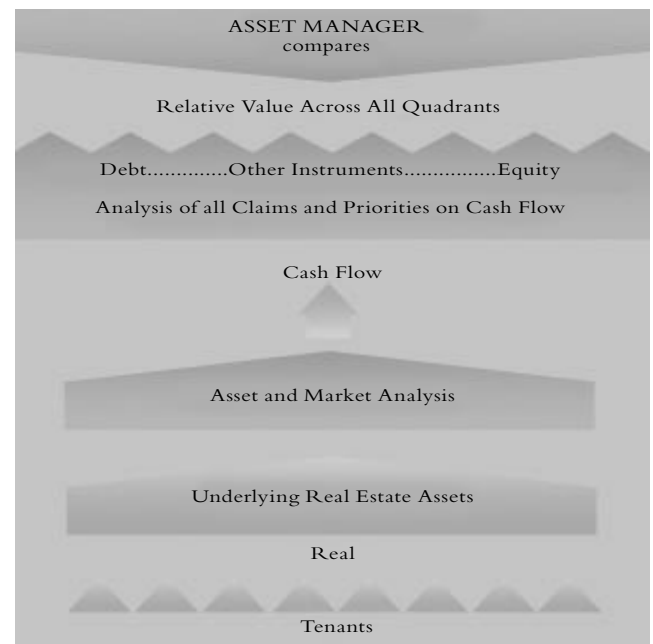 ASSET MANAGER
compares
Relative Value Across All Quadrants
Debt..............Other Instruments................Equity
Analysis of all Claims and Priorities on Cash Flow
Cash Flow
Asset and Market Analysis
Underlying Real Estate Assets
Real
Tenants